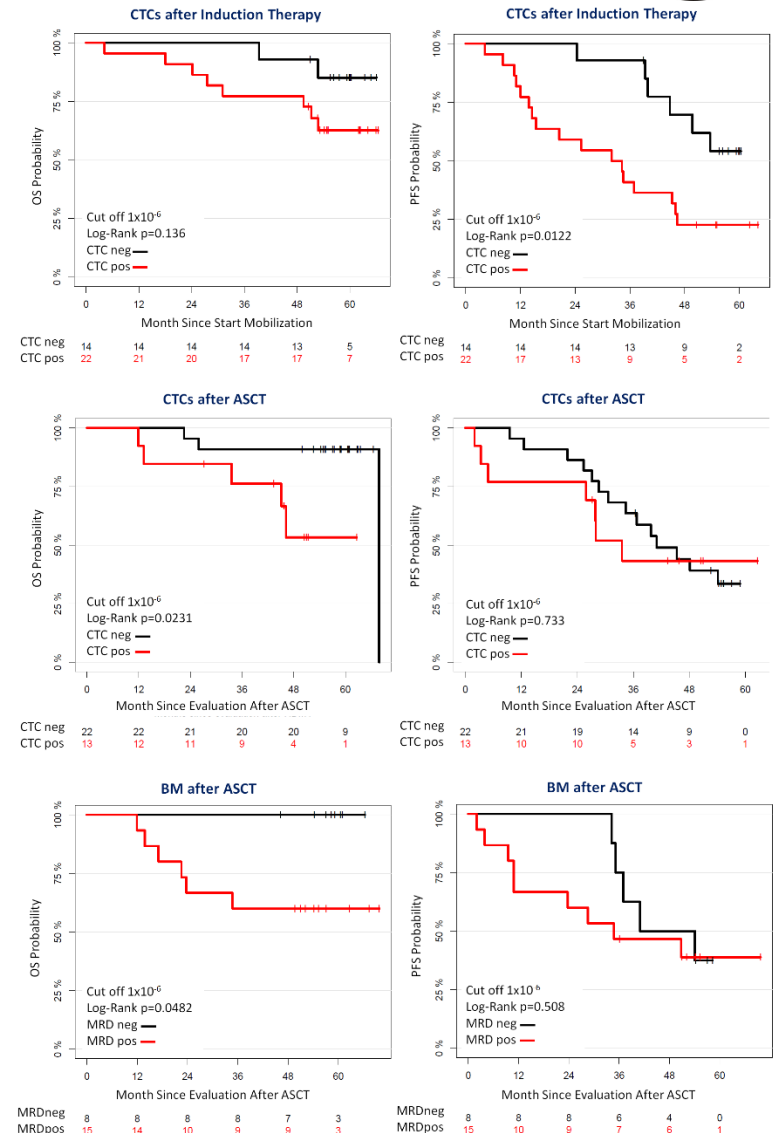 CTCs after Induction Therapy
100 %
75 %
50 %
25 %
0 %
OS Probability
Cut off 1x10-6
Log-Rank p=0.136
CTC neg
CTC pos
0 12 24 36 48 60
Month Since Start Mobilization
CTC neg 14 14 14 14 13 5
CTC pos 22 21 20 17 17 7
CTCs after Induction Therapy
100 %
75 %
50 %
25 %
0 %
PFS Probability
Cut off 1x10-6
Log-Rank p=0.0122
CTC neg
CTC pos
0 12 24 36 48 60
Month Since Start Mobilization
CTC neg 14 14 14 13 9 2
CTC pos 22 17 13 9 5 2
CTCs after ASCT
100 %
75 %
50 %
25 %
0 %
OS Probability
Cut off 1x10-6
Log-Rank p=0.0231
CTC neg
CTC pos
0 12 24 36 48 60
Month Since Evaluation After ASCT
CTC neg 22 22 21 20 20 9
CTC pos 13 12 11 9 4 1
CTCs after ASCT
100 %
75 %
50 %
25 %
0 %
PFS Probability
Cut off 1x10-6
Log-Rank p=0.733
CTC neg
CTC pos
0 12 24 36 48 60
Month Since Evaluation After ASCT
CTC neg 22 21 19 14 9 0
CTC pos 13 10 10 5 3 1
BM after ASCT
100 %
75 %
50 %
25 %
0 %
OS Probability
Cut off 1x10-6
Log-Rank p=0.0482
MRD neg
MRD pos
0 12 24 36 48 60
Month Since Evaluation After ASCT
MRDneg 8 8 8 8 7 3
MRDpos 15 14 10 9 9 3
BM after ASCT
100 %
75 %
50 %
25 %
0 %
PFS Probability
Cut off 1x10 6
Log-Rank p=0.508
MRD neg
MRD pos
0 12 24 36 48 60
Month Since Evaluation After ASCT
MRDneg 8 8 8 6 4 0
MRDpos 15 10 9 7 6 1